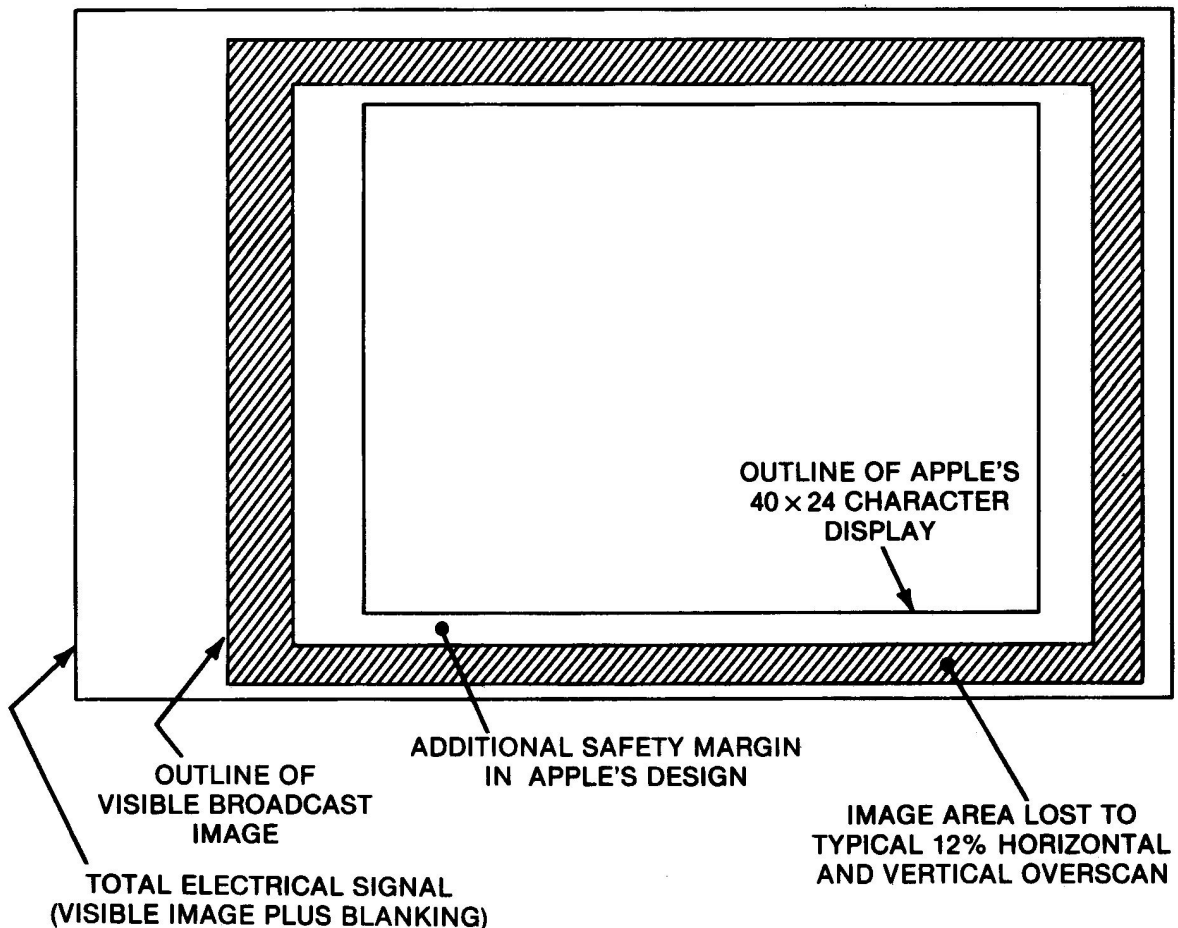 OUTLINE OF APPLE'S
40 × 24 CHARACTER
DISPLAY
ADDITIONAL SAFETY MARGIN
IN APPLE'S DESIGN
OUTLINE OF
VISIBLE BROADCAST
IMAGE
IMAGE AREA LOST TO
TYPICAL 12% HORIZONTAL
AND VERTICAL OVERSCAN
TOTAL ELECTRICAL SIGNAL
(VISIBLE IMAGE PLUS BLANKING)